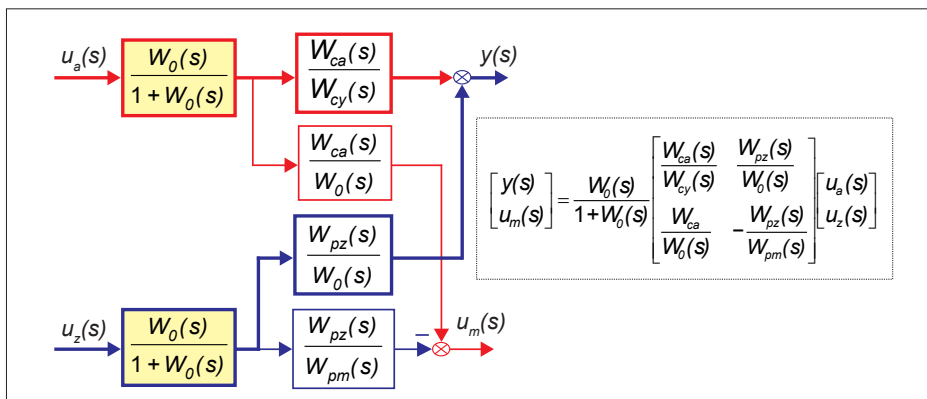 u_a(s)
W_0(s)
1+W_0(s)
W_ca(s)
W_cy(s)
y(s)
W_ca(s)
W_0(s)
[y(s) u_m(s)] = W_0(s) / 1+W_0(s) [W_ca(s)/W_cy(s) W_pz(s)/W_0(s) W_ca/W_0(s) -W_pz(s)/W_pm(s)] [u_a(s) u_z(s)]
W_pz(s)
W_0(s)
u_z(s)
W_0(s)
1+W_0(s)
W_pz(s)
W_pm(s)
−
u_m(s)